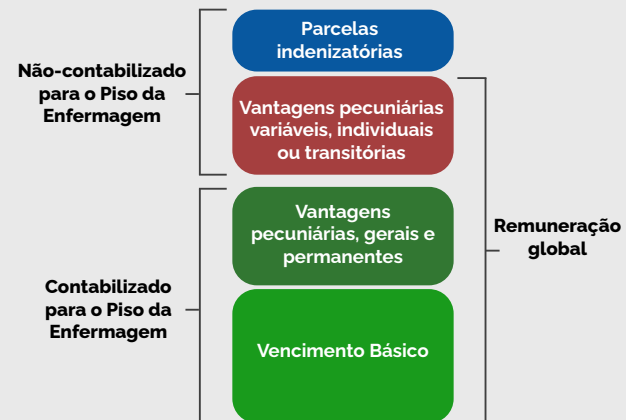 Parcelas
indenizatórias
Não-contabilizado
para o Piso da
Enfermagem
Vantagens pecuniárias
variáveis, individuais
ou transitórias
Vantagens
pecuniárias, gerais e
permanentes
Remuneração
global
Contabilizado
para o Piso da
Enfermagem
Vencimento Básico